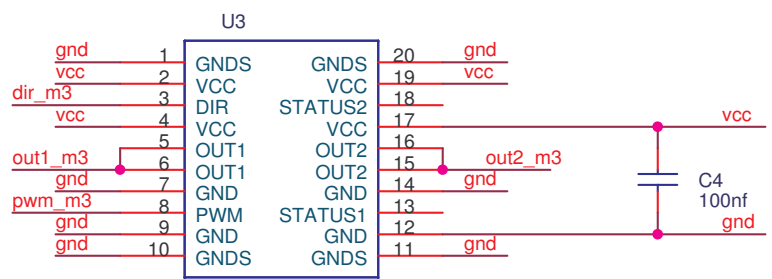 U3
gnd 1 GNDS GNDS 20 gnd
vcc 2 VCC VCC 19 vcc
dir_m3 3 DIR STATUS2 18
vcc 4 VCC VCC 17 vcc
5 OUT1 OUT2 16
out1_m3 6 OUT1 OUT2 15 out2_m3
gnd 7 GND GND 14 gnd
pwm_m3 8 PWM STATUS1 13
gnd 9 GND GND 12 gnd
gnd 10 GNDS GNDS 11 gnd
C4
100nf